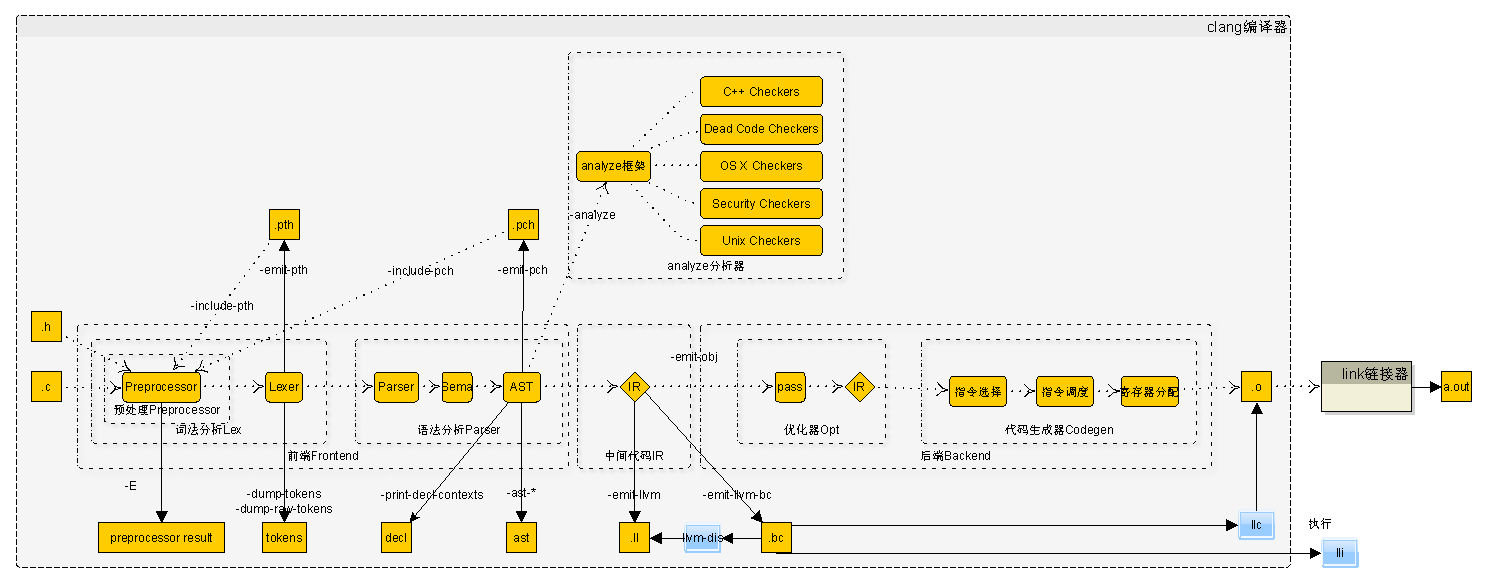 clang编译器
C++ Checkers
Dead Code Checkers
analyze框架
OS X Checkers
Security Checkers
-analyze
Unix Checkers
analyze分析器
.pth
.pch
-emit-pth
-include-pch
-emit-pch
-include-pth
.h
-emit-obj
.c
Preprocessor
Lexer
Parser
Sema
AST
IR
pass
IR
指令选择
指令调度
寄存器分配
.o
link链接器
a.out
预处理Preprocessor
词法分析Lex
语法分析Parser
优化器Opt
代码生成器Codegen
前端Frontend
中间代码IR
后端Backend
-E
-dump-tokens
-dump-raw-tokens
-print-decl-contexts
-ast-*
-emit-llvm
-emit-llvm-bc
preprocessor result
tokens
decl
ast
.ll
llvm-dis
.bc
llc
执行
lli